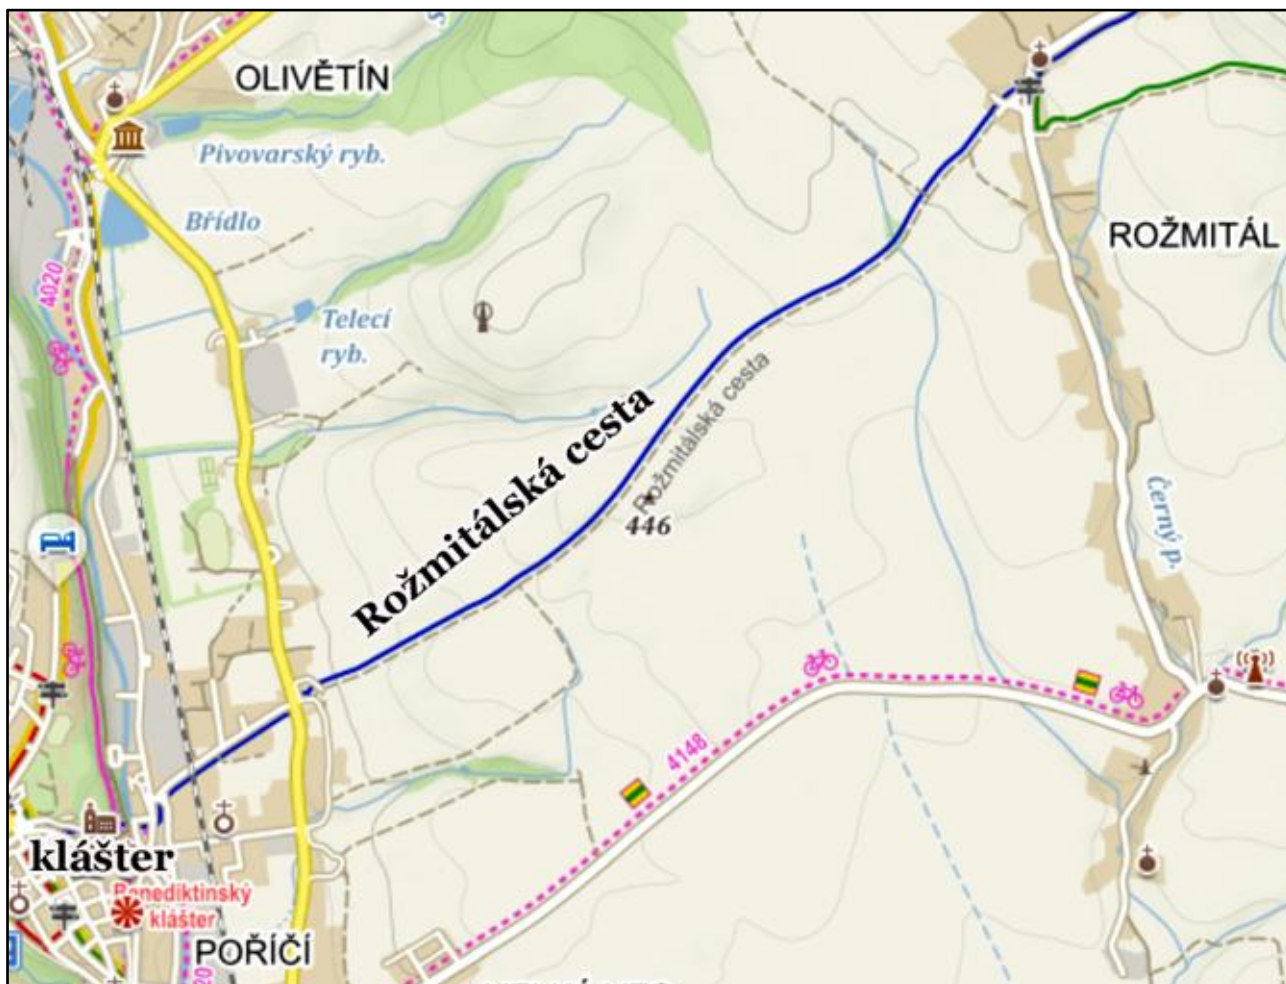 OLIVĚTÍN
Pivovarský ryb.
Břídlo
ROŽMITÁL
4020
Telecí
ryb.
Rožmitálská cesta
Rožmitálská cesta
446
Černý p.
4148
klášter
Benediktinský
klášter
POŘÍČÍ
20